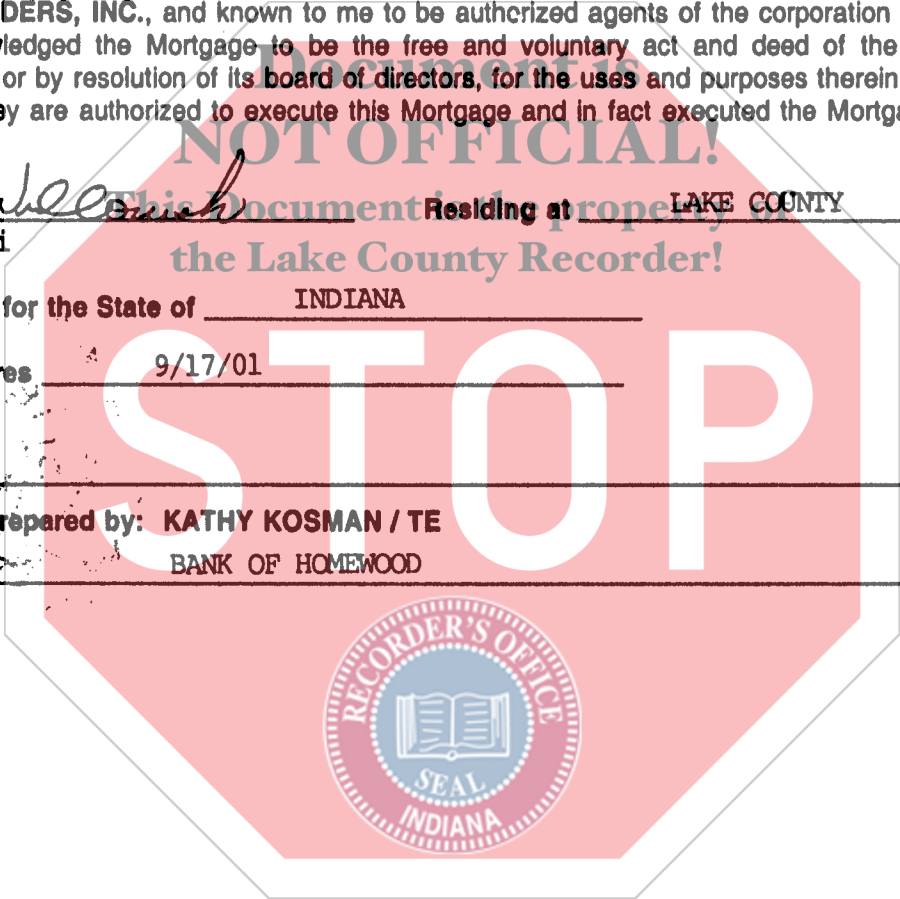 DERS, INC., and known to me to be authorized agents of the corporation
ledged the Mortgage to be the free and voluntary act and deed of the
or by resolution of its board of directors, for the uses and purposes therein
ey are authorized to execute this Mortgage and in fact executed the Mortga
Document is
NOT OFFICIAL!
This Document is the property of
the Lake County Recorder!
Residing at LAKE COUNTY
i
for the State of INDIANA
es 9/17/01
STOP
repared by: KATHY KOSMAN / TE
BANK OF HOMEWOOD
RECORDER'S OFFICE
SEAL
INDIANA